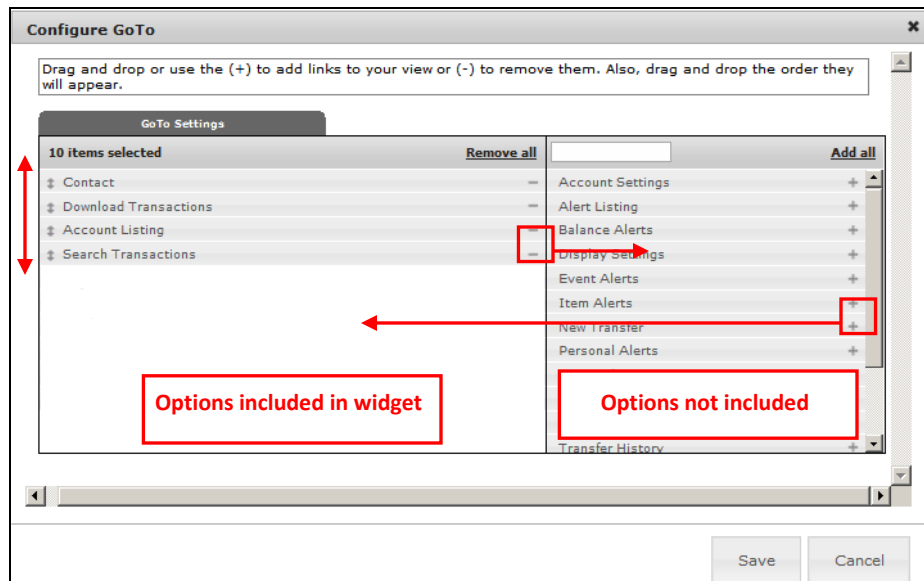 Configure GoTo
Drag and drop or use the (+) to add links to your view or (-) to remove them. Also, drag and drop the order they
will appear.
GoTo Settings
10 items selected Remove all Add all
Contact
Download Transactions
Account Listing
Search Transactions
Account Settings
Alert Listing
Balance Alerts
Display Settings
Event Alerts
Item Alerts
New Transfer
Personal Alerts
Options included in widget
Options not included
Transfer History
Save Cancel